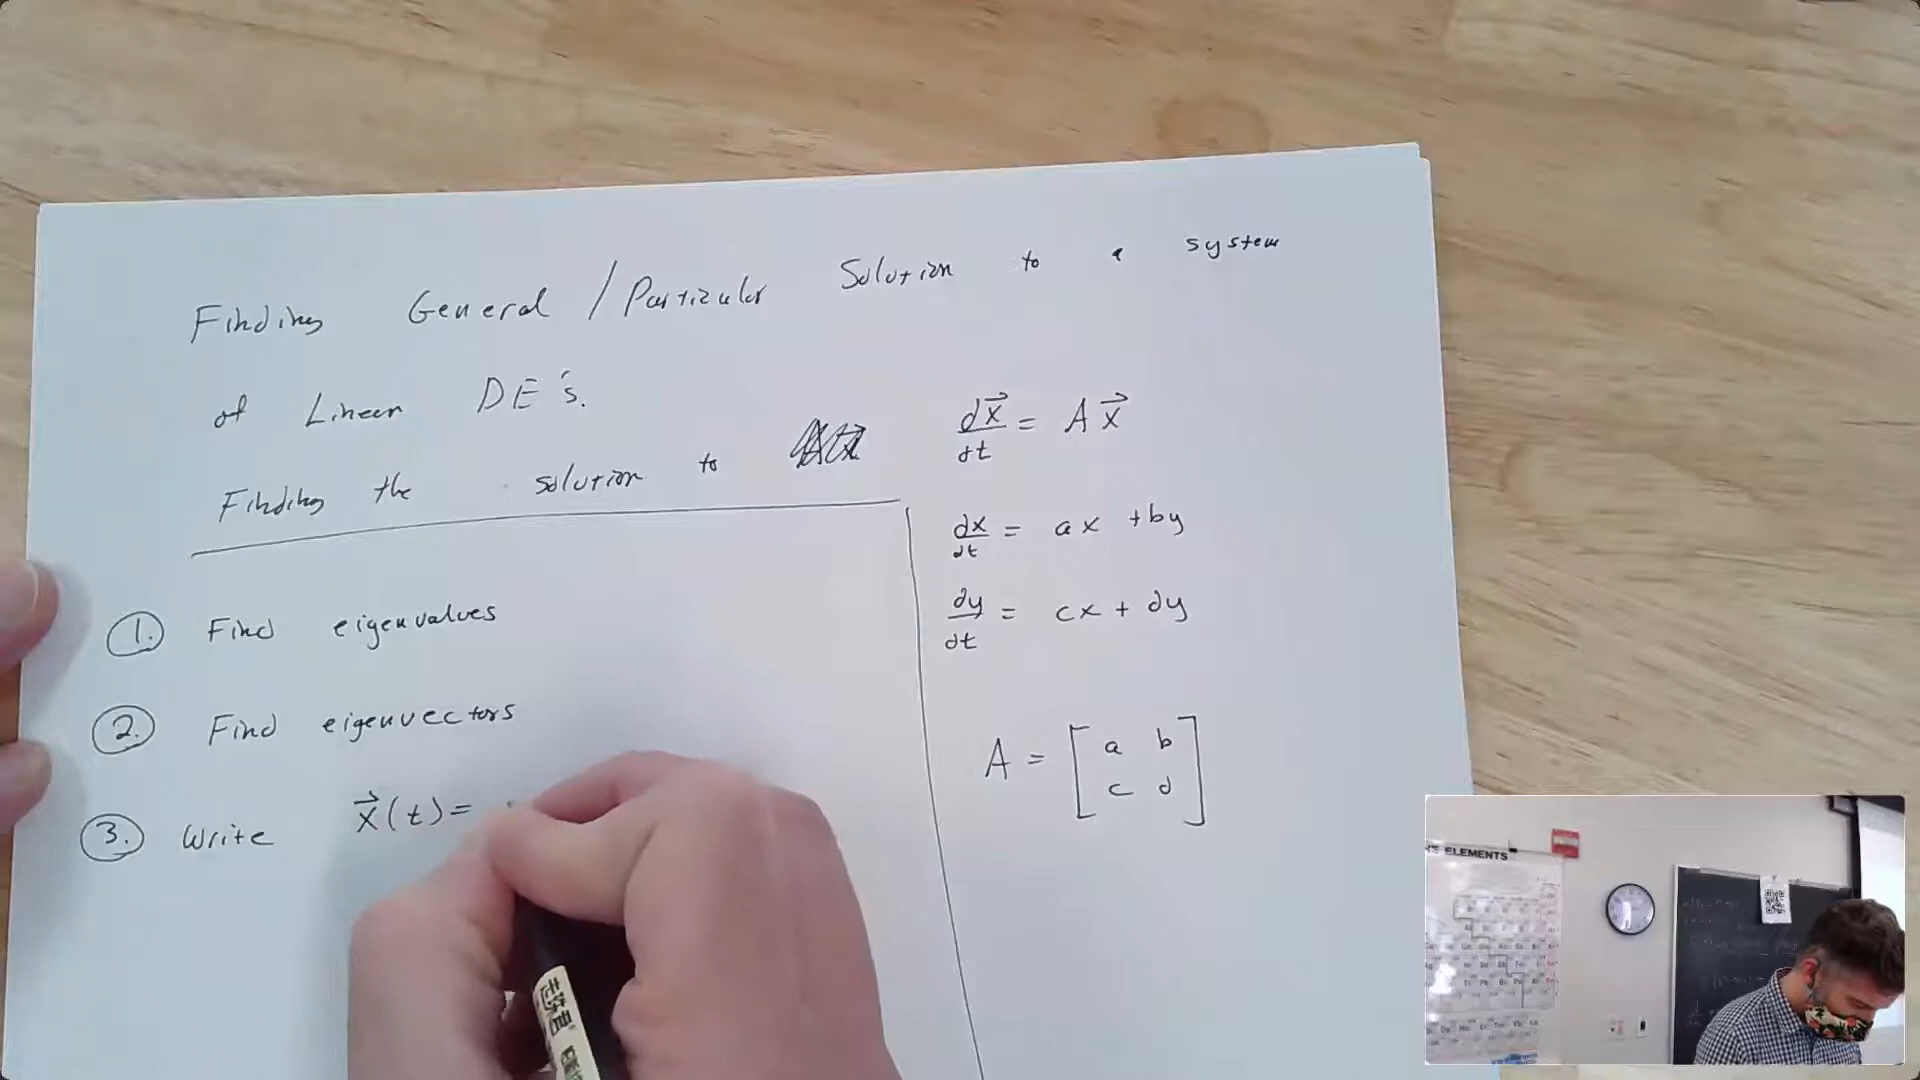 Finding General / Particular Solution to a system
of Linear DE's.
Finding the solution to
1. Find eigenvalues
2. Find eigenvectors
3. Write x⃗(t) =
dx⃗/dt = Ax⃗
dx/dt = ax + by
dy/dt = cx + dy
A = [a b
c d]
ELEMENTS